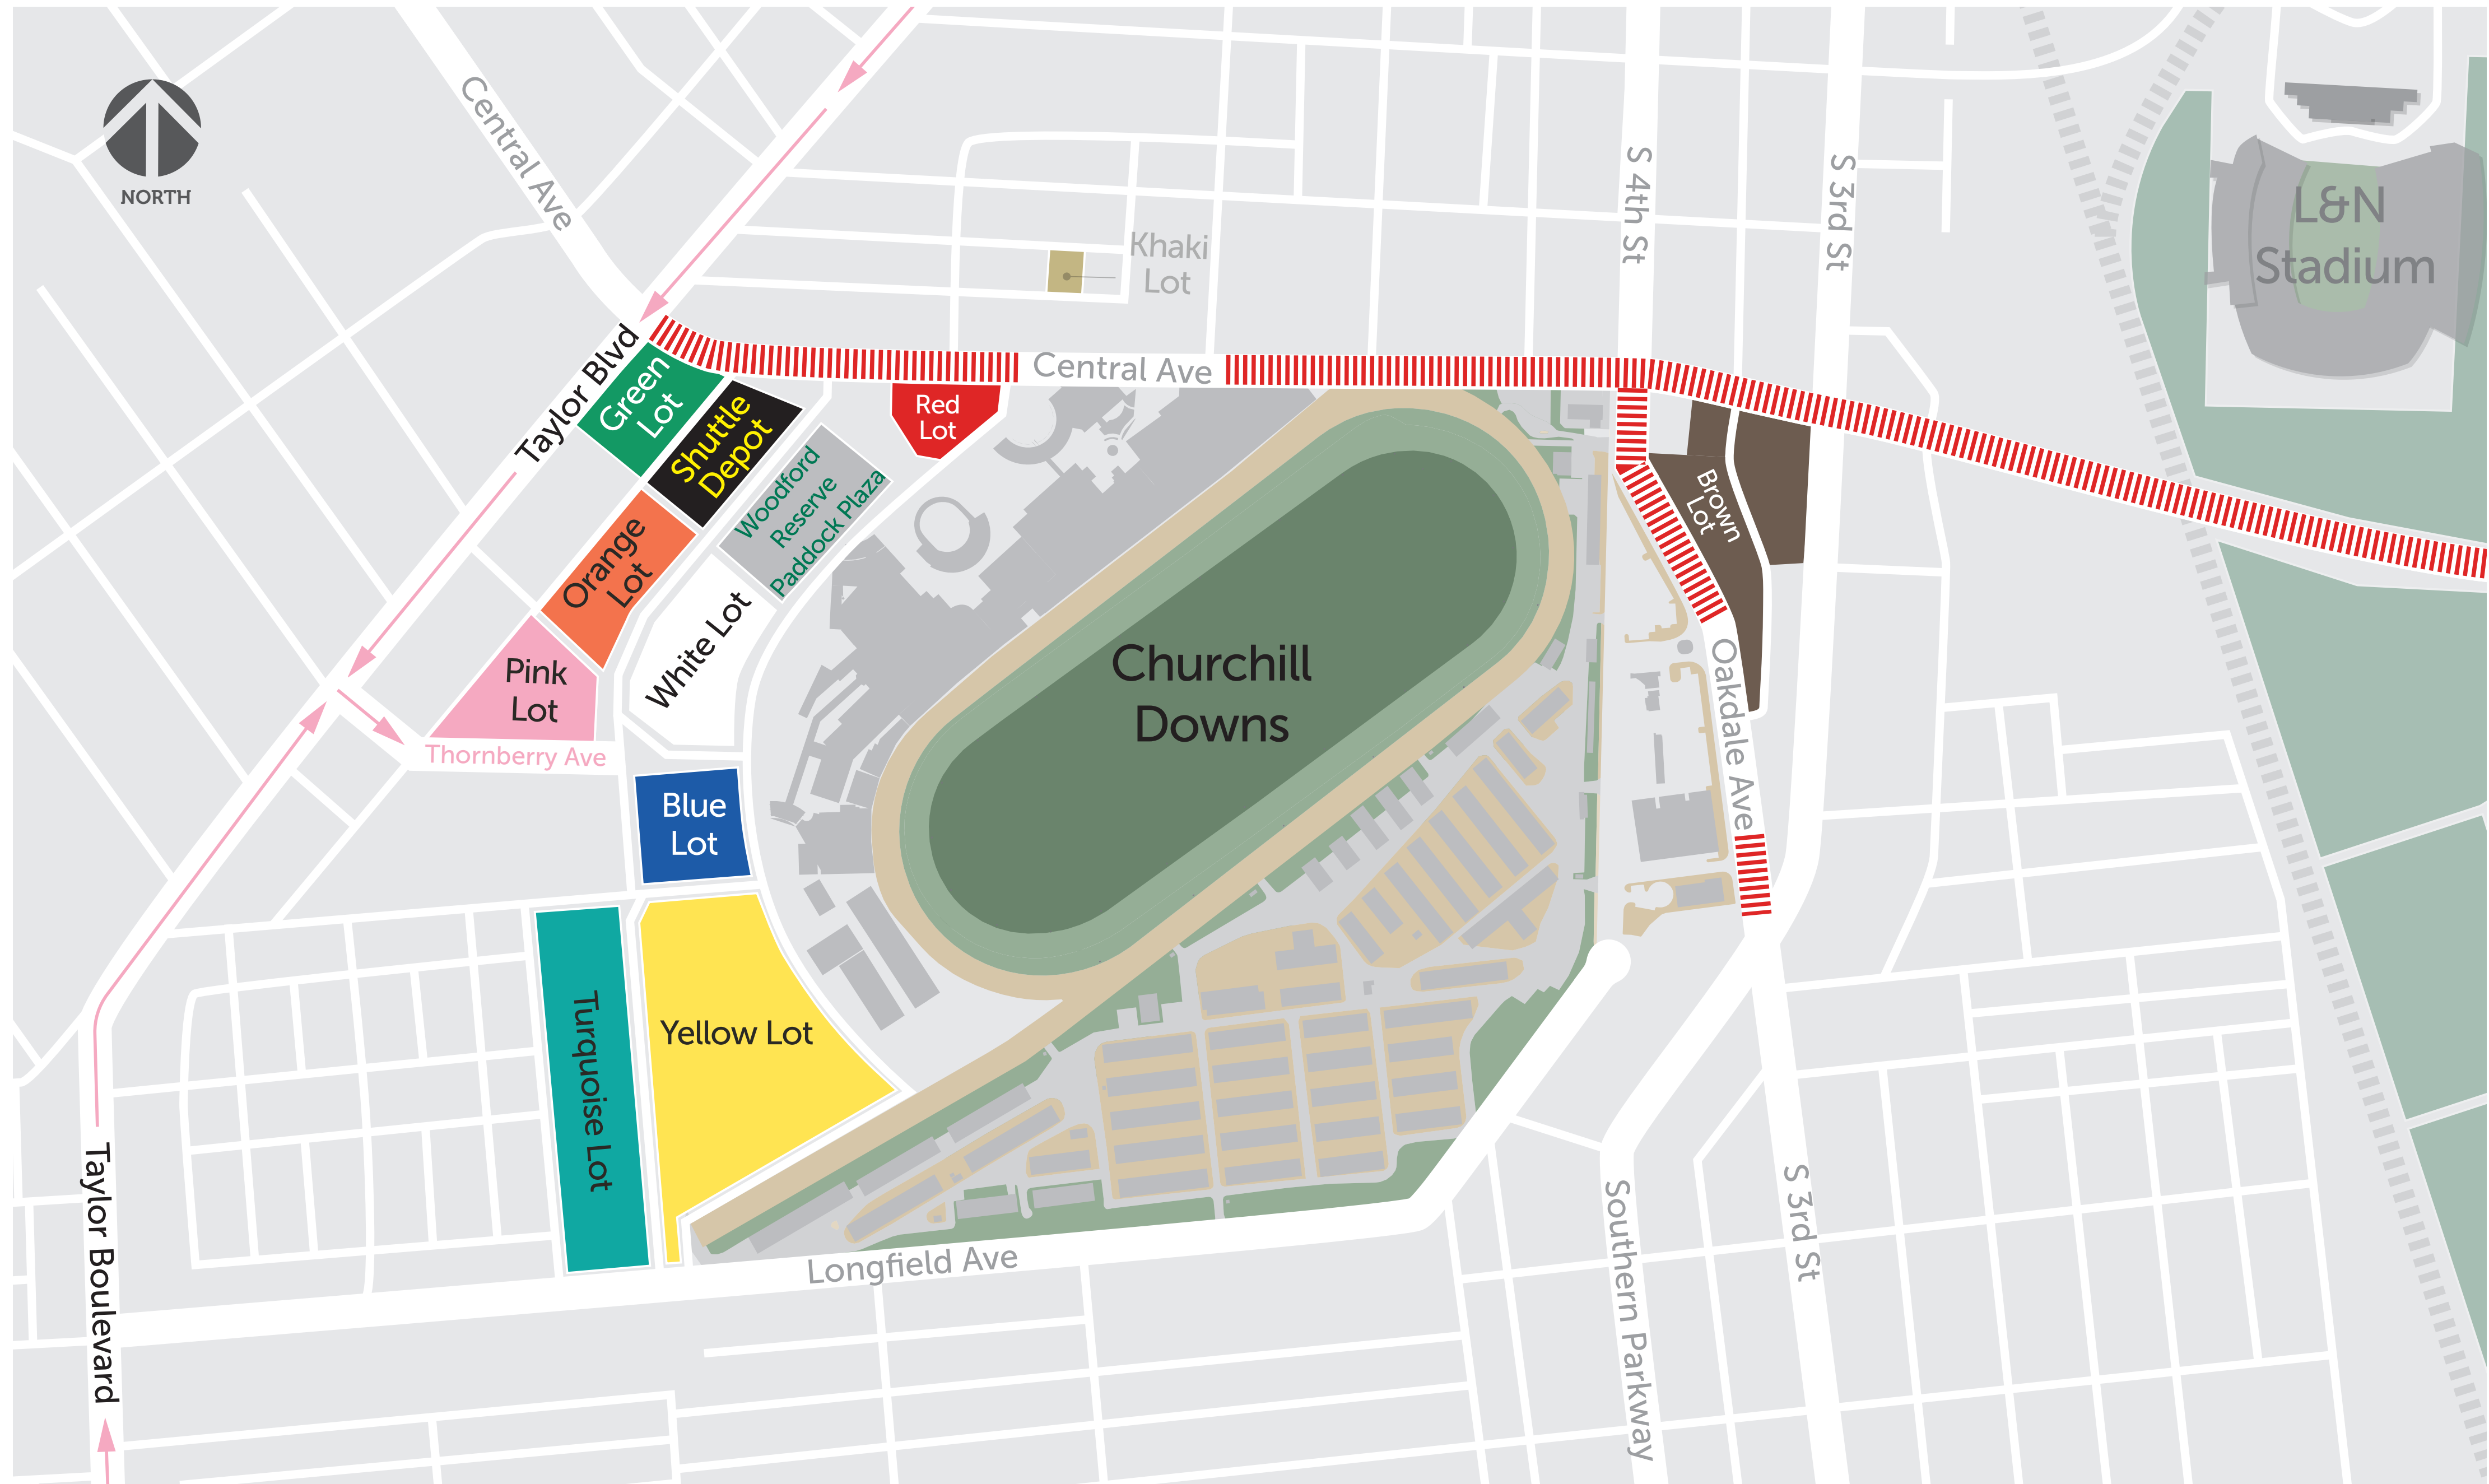 NORTH
Central Ave
S 4th St
S 3rd St
L&N
Stadium
Khaki
Lot
Taylor Blvd
Central Ave
Green
Lot
Shuttle
Depot
Red
Lot
Woodford
Reserve
Paddock Plaza
Brown
Lot
Orange
Lot
White Lot
Pink
Lot
Churchill
Downs
Thornberry Ave
Oakdale Ave
Blue
Lot
Turquoise Lot
Yellow Lot
Taylor Boulevard
Longfield Ave
Southern Parkway
S 3rd St